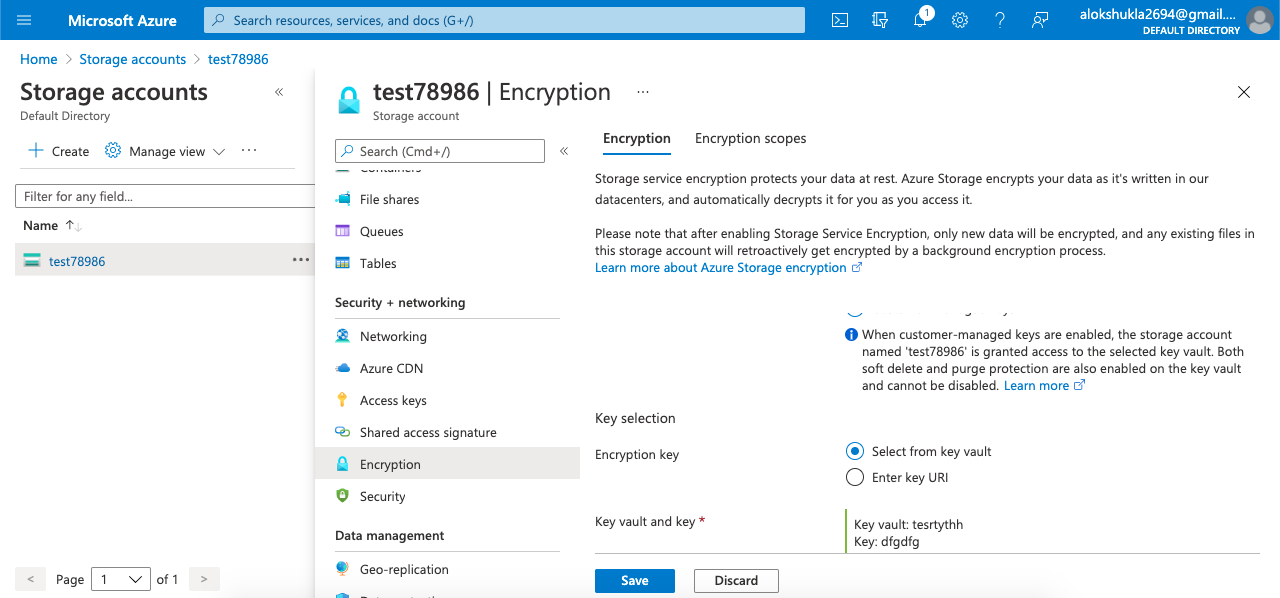 Microsoft Azure
Search resources, services, and docs (G+/)
1
alokshukla2694@gmail....
DEFAULT DIRECTORY
Home > Storage accounts > test78986
Storage accounts
«
Default Directory
+ Create
Manage view
...
Filter for any field...
Name ↑↓
test78986
...
< Page 1 of 1 >
test78986 | Encryption
...
Storage account
Search (Cmd+/)
«
Containers
File shares
Queues
Tables
Security + networking
Networking
Azure CDN
Access keys
Shared access signature
Encryption
Security
Data management
Geo-replication
Encryption
Encryption scopes
Storage service encryption protects your data at rest. Azure Storage encrypts your data as it's written in our
datacenters, and automatically decrypts it for you as you access it.
Please note that after enabling Storage Service Encryption, only new data will be encrypted, and any existing files in
this storage account will retroactively get encrypted by a background encryption process.
Learn more about Azure Storage encryption
When customer-managed keys are enabled, the storage account
named 'test78986' is granted access to the selected key vault. Both
soft delete and purge protection are also enabled on the key vault
and cannot be disabled. Learn more
Key selection
Encryption key
Select from key vault
Enter key URI
Key vault and key *
Key vault: tesrtythh
Key: dfgdfg
Save
Discard